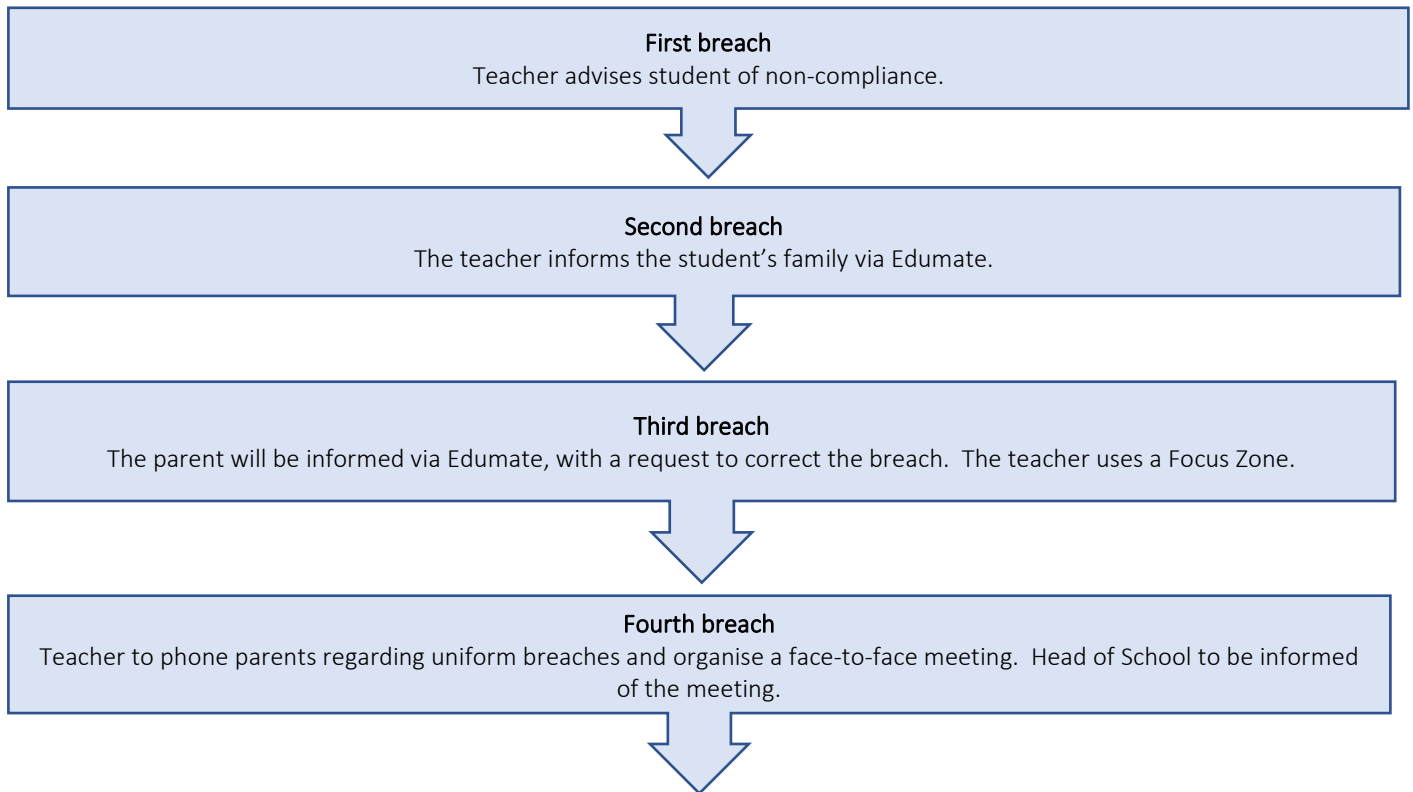 First breach
Teacher advises student of non-compliance.
Second breach
The teacher informs the student’s family via Edumate.
Third breach
The parent will be informed via Edumate, with a request to correct the breach.  The teacher uses a Focus Zone.
Fourth breach
Teacher to phone parents regarding uniform breaches and organise a face-to-face meeting.  Head of School to be informed
of the meeting.